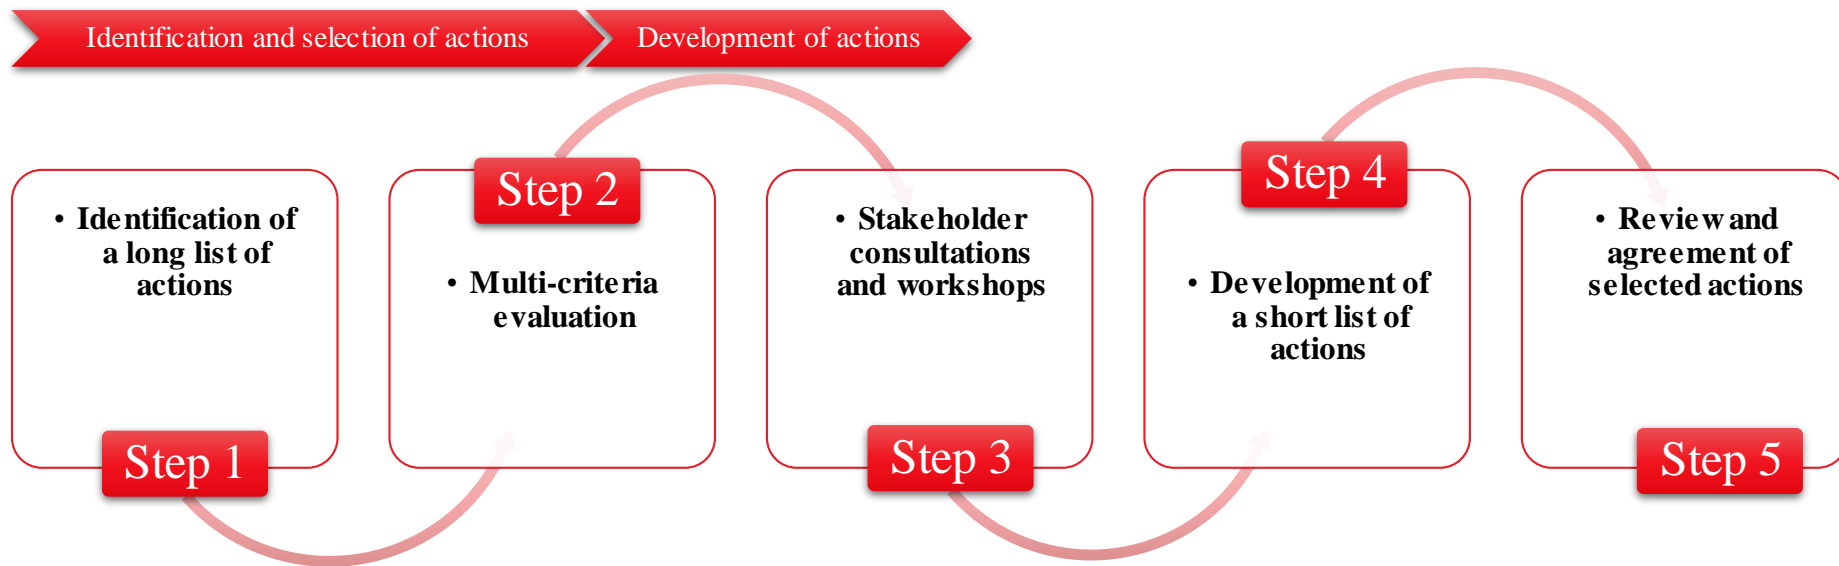 Identification and selection of actions
Development of actions
Step 1
• Identification of
a long list of
actions
Step 2
• Multi-criteria
evaluation
Step 3
• Stakeholder
consultations
and workshops
Step 4
• Development of
a short list of
actions
Step 5
• Review and
agreement of
selected actions